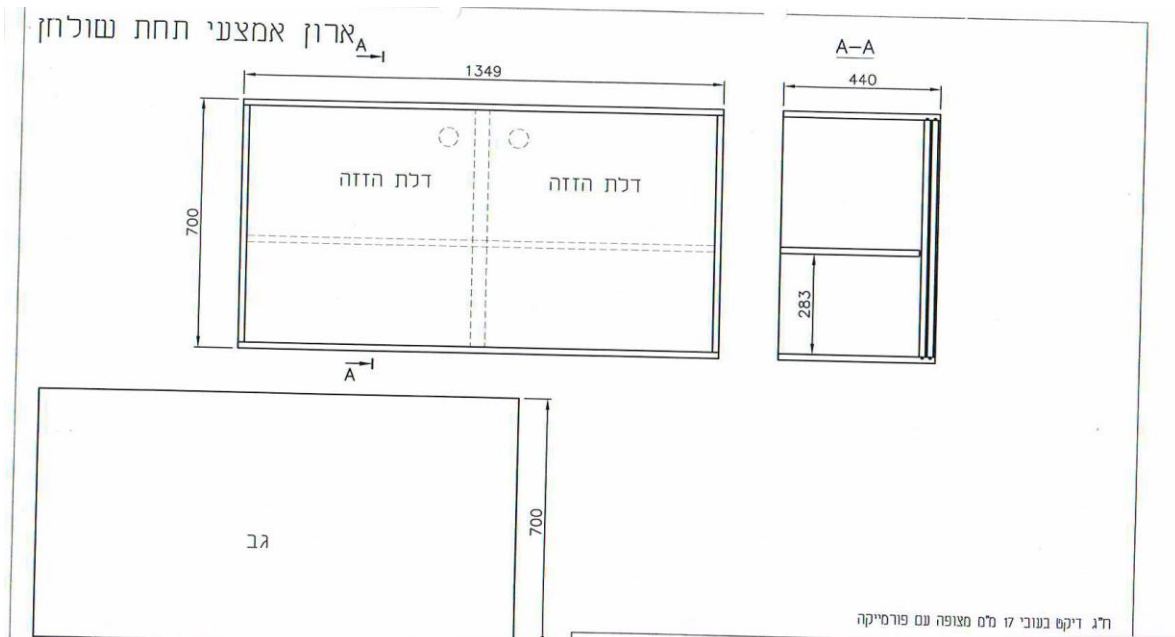 ארון אמצעי תחת שולחן
A
1349
A-A
440
דלת הזזה
דלת הזזה
700
283
A
700
גב
ח"ג דיקט בעובי 17 מ"מ מצופה עם פורמייקה